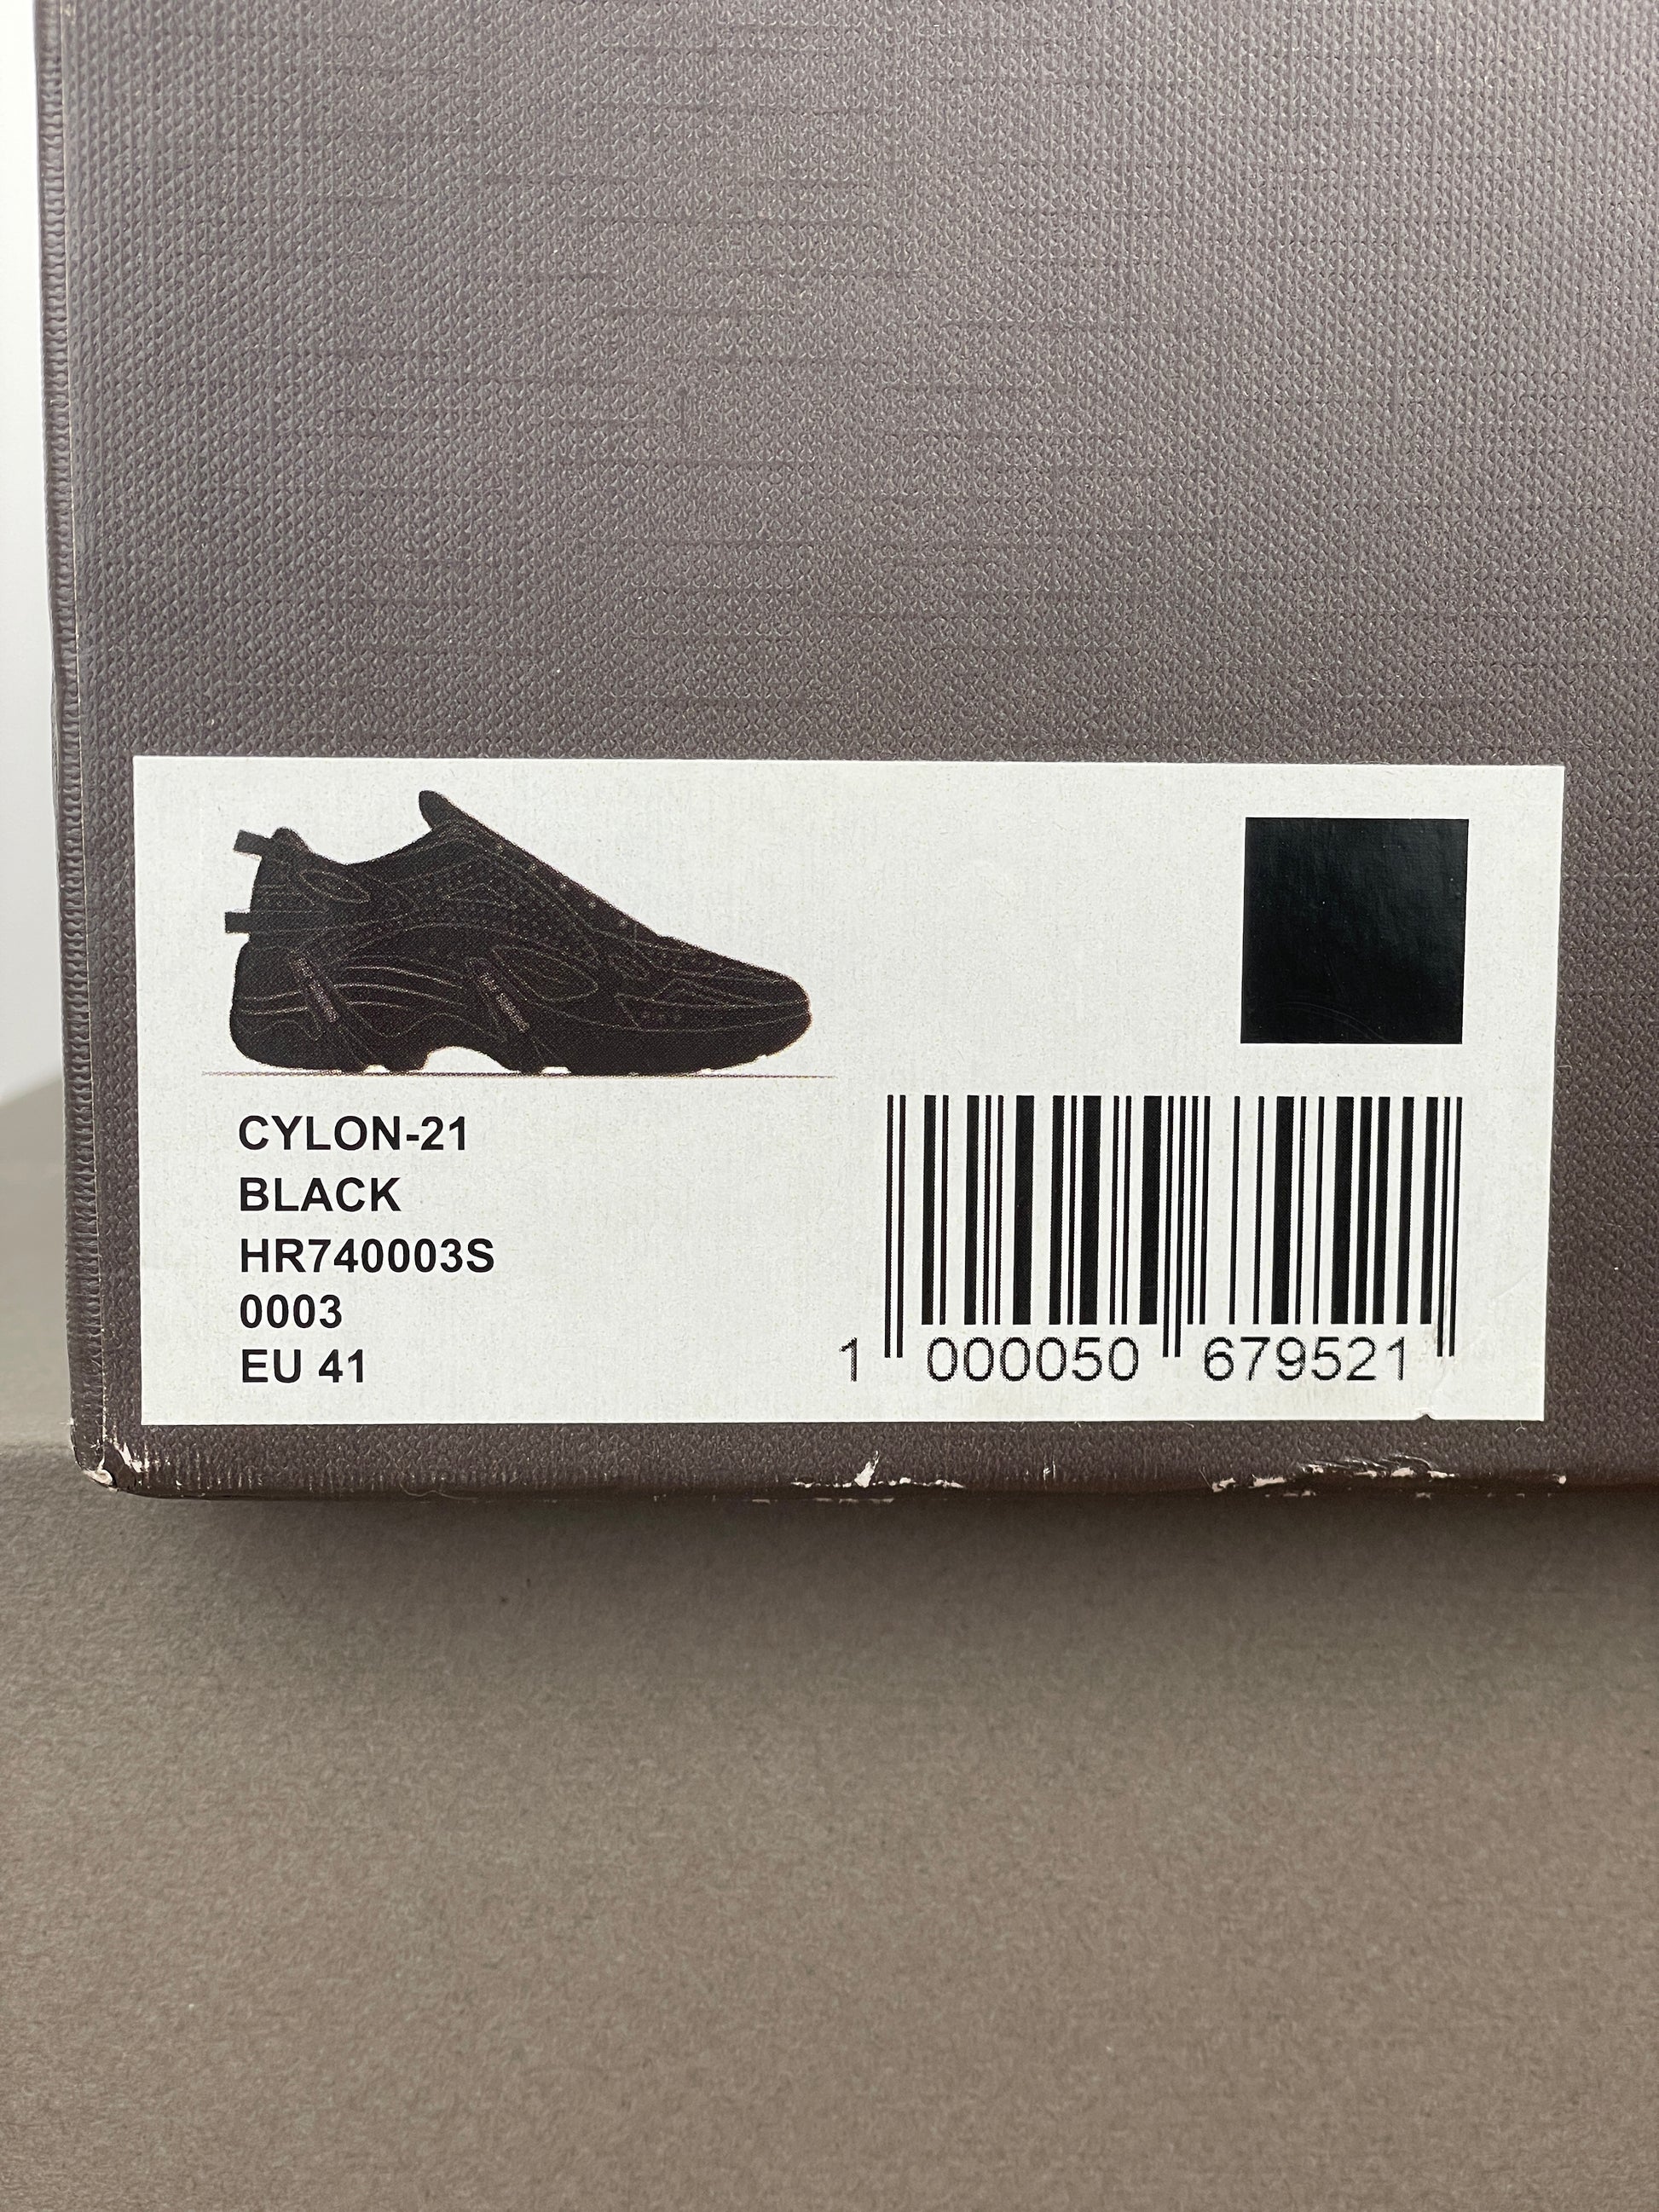 CYLON-21
BLACK
HR740003S
0003
EU 41
1 000050 679521